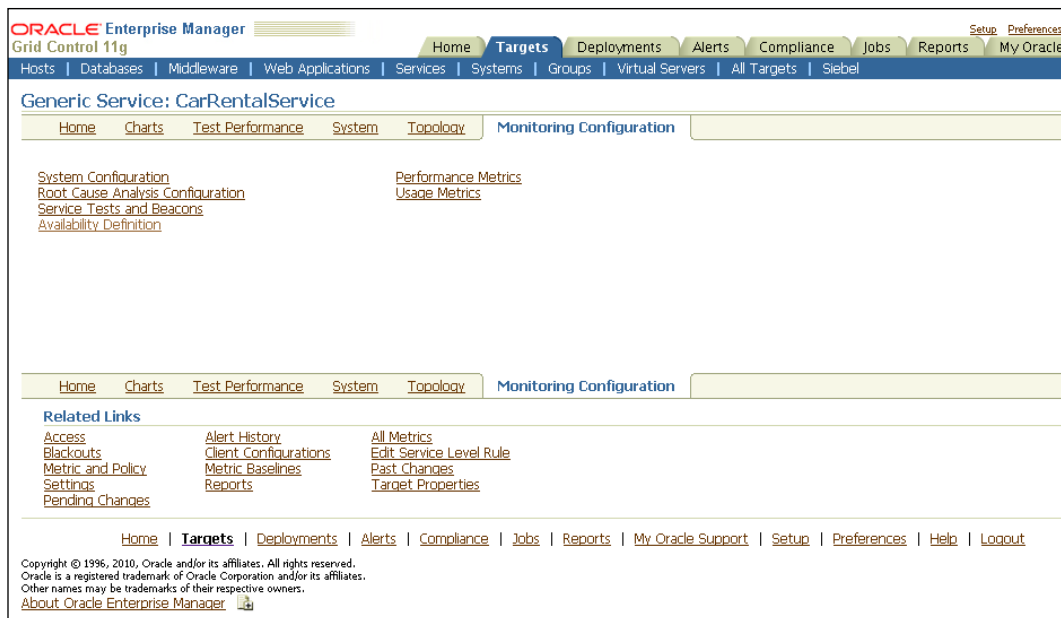 ORACLE Enterprise Manager
Grid Control 11g
Setup Preferences
Home Targets Deployments Alerts Compliance Jobs Reports My Oracle
Hosts | Databases | Middleware | Web Applications | Services | Systems | Groups | Virtual Servers | All Targets | Siebel
Generic Service: CarRentalService
Home Charts Test Performance System Topology Monitoring Configuration
System Configuration Performance Metrics
Root Cause Analysis Configuration Usage Metrics
Service Tests and Beacons
Availability Definition
Home Charts Test Performance System Topology Monitoring Configuration
Related Links
Access Alert History All Metrics
Blackouts Client Configurations Edit Service Level Rule
Metric and Policy Metric Baselines Past Changes
Settings Reports Target Properties
Pending Changes
Home | Targets | Deployments | Alerts | Compliance | Jobs | Reports | My Oracle Support | Setup | Preferences | Help | Logout
Copyright © 1996, 2010, Oracle and/or its affiliates. All rights reserved.
Oracle is a registered trademark of Oracle Corporation and/or its affiliates.
Other names may be trademarks of their respective owners.
About Oracle Enterprise Manager